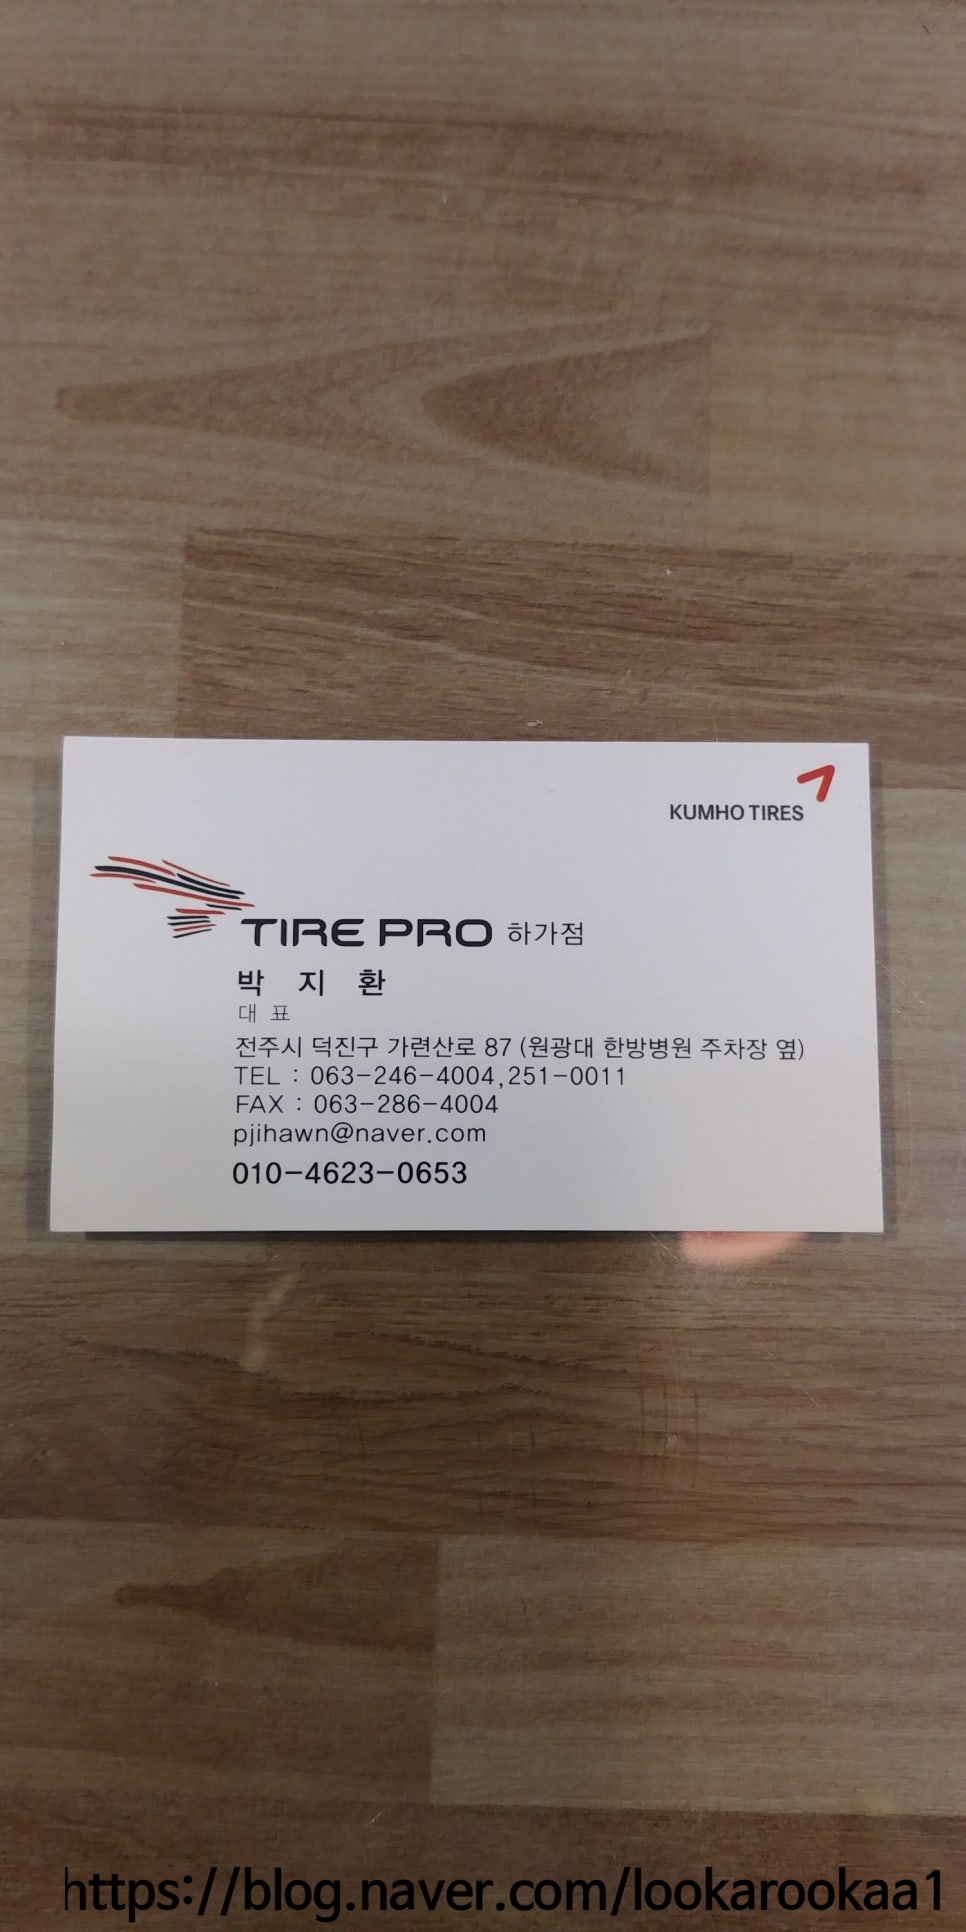 KUMHO TIRES
TIRE PRO 하가점
박 지 환
대 표
전주시 덕진구 가련산로 87 (원광대 한방병원 주차장 옆)
TEL : 063-246-4004,251-0011
FAX : 063-286-4004
pjihawn@naver.com
010-4623-0653
https://blog.naver.com/lookarookaa1